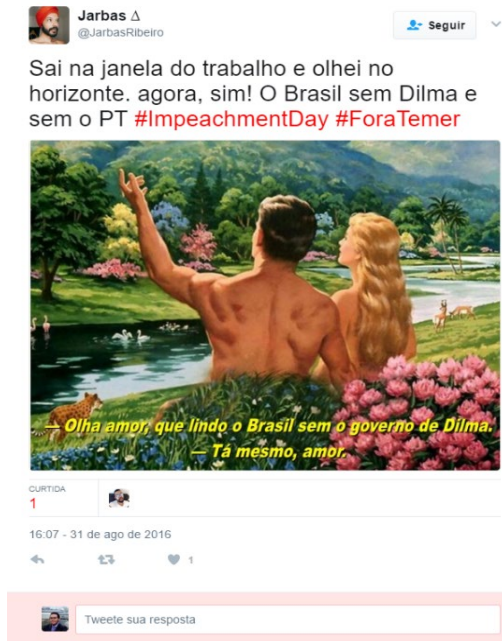 Jarbas Δ
@JarbasRibeiro
Seguir
Sai na janela do trabalho e olhei no
horizonte. agora, sim! O Brasil sem Dilma e
sem o PT #ImpeachmentDay #ForaTemer
— Olha amor, que lindo o Brasil sem o governo de Dilma.
— Tá mesmo, amor.
CURTIDA
1
16:07 - 31 de ago de 2016
1
Tweete sua resposta